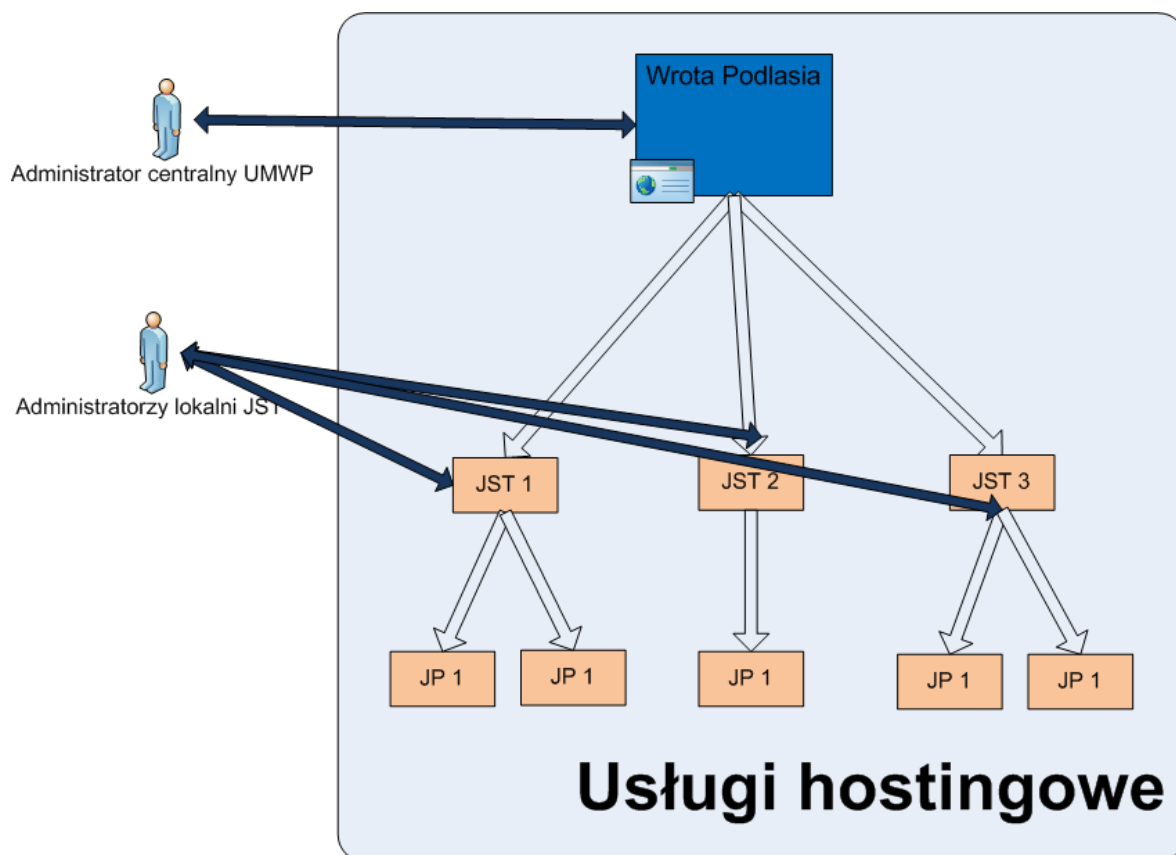 Wrota Podlasia
Administrator centralny UMWP
Administratorzy lokalni JST
JST 1
JST 2
JST 3
JP 1
JP 1
JP 1
JP 1
JP 1
Usługi hostingowe